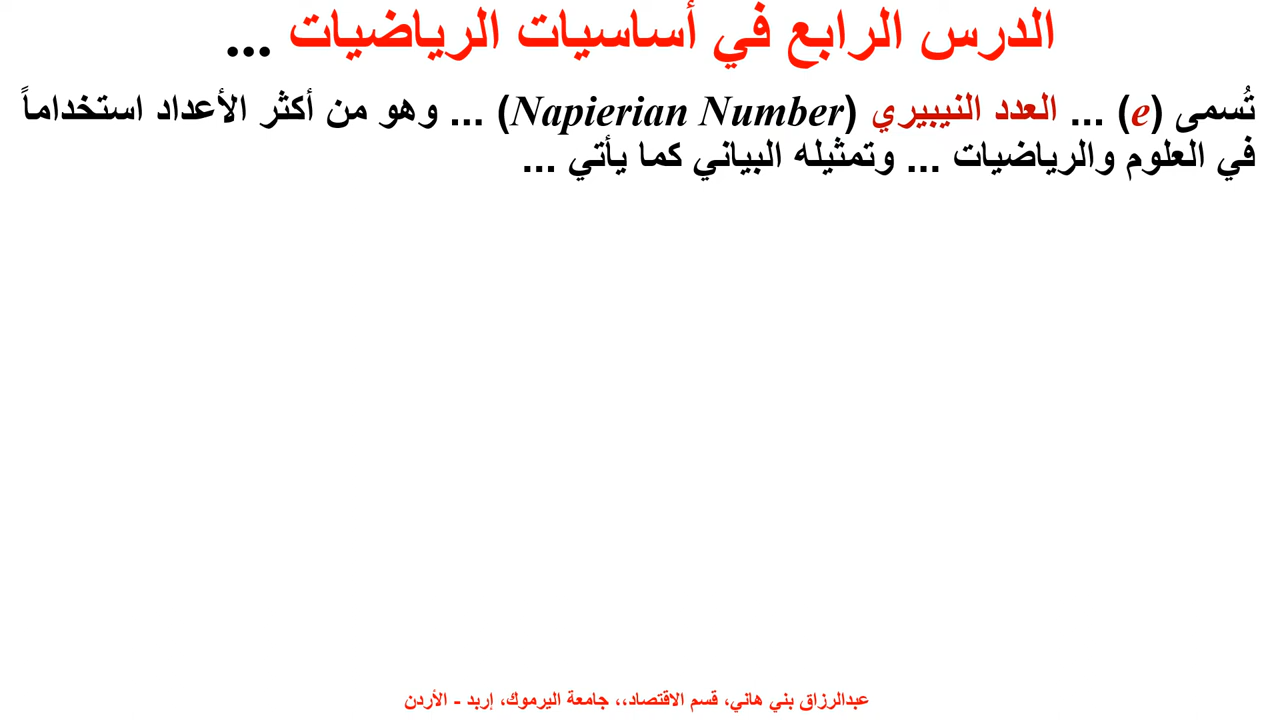 الدرس الرابع في أساسيات الرياضيات ...
تُسمى (e) ... العدد النيبيري (Napierian Number) ... وهو من أكثر الأعداد استخداماً
في العلوم والرياضيات ... وتمثيله البياني كما يأتي ...
عبدالرزاق بني هاني، قسم الاقتصاد،، جامعة اليرموك، إربد - الأردن